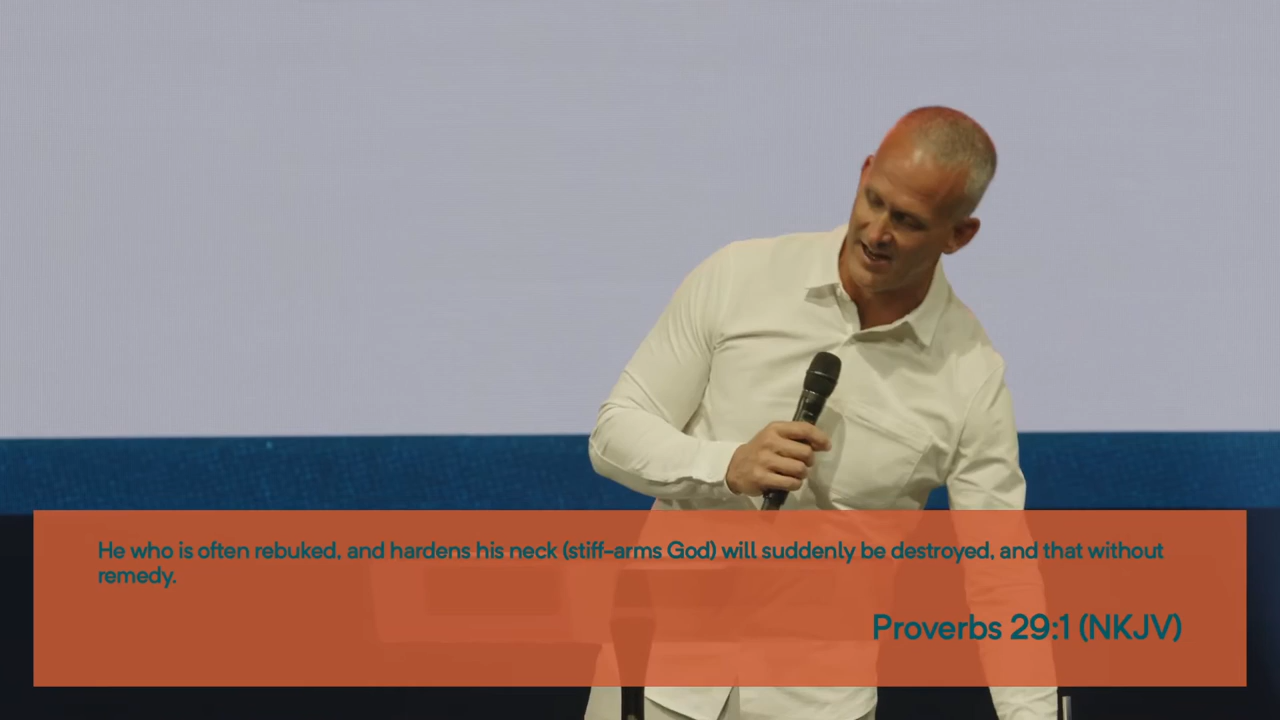 He who is often rebuked, and hardens his neck (stiff-arms God) will suddenly be destroyed, and that without
remedy.
Proverbs 29:1 (NKJV)